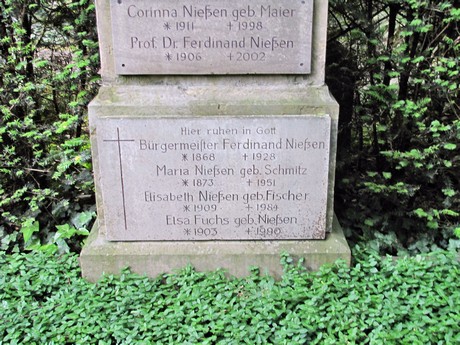 Corinna Nießen geb Maier
*1911 +1998
Prof. Dr. Ferdinand Nießen
*1906 +2002
Hier ruhen in Gott
Bürgermeister Ferdinand Nießen
*1868 +1928
Maria Nießen geb. Schmitz
*1873 +1951
Elisabeth Nießen geb. Fischer
*1909 +1984
Elsa Fuchs geb. Nießen
*1903 +1990